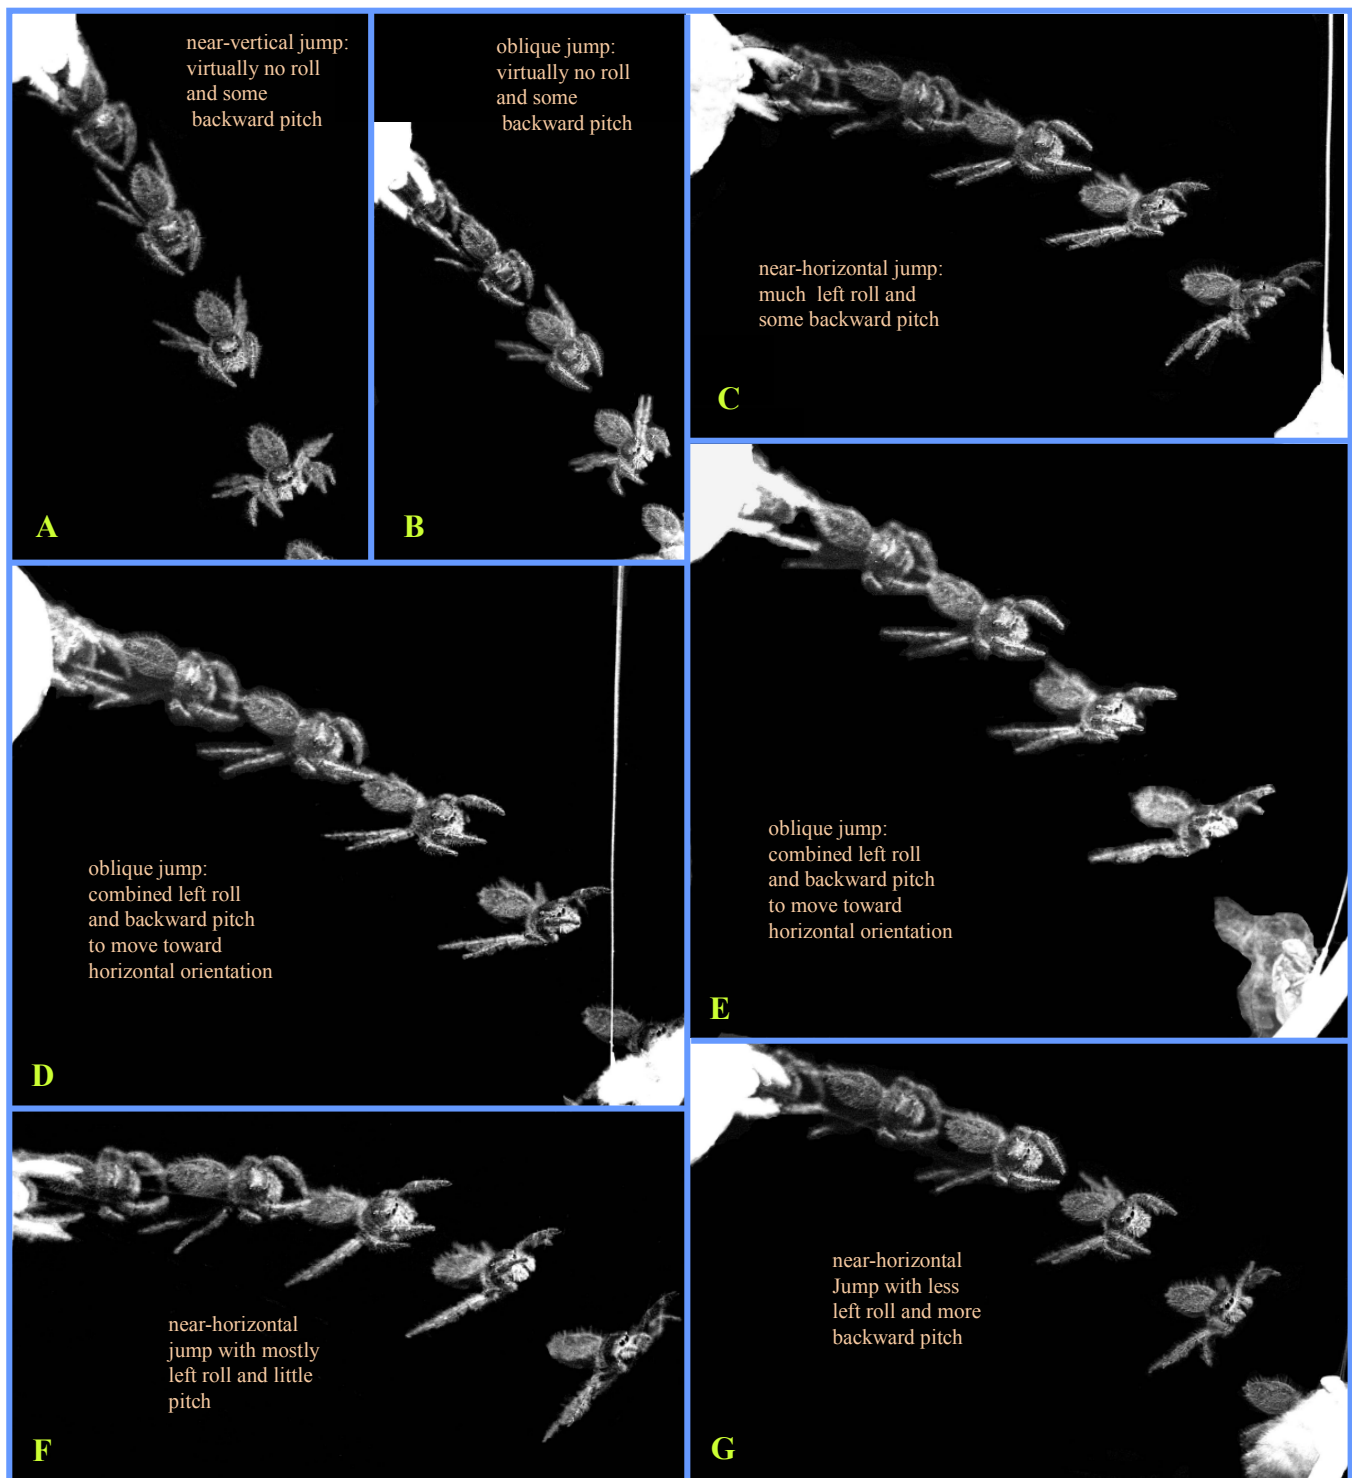 near-vertical jump:
virtually no roll
and some
backward pitch
A
oblique jump:
virtually no roll
and some
backward pitch
B
near-horizontal jump:
much left roll and
some backward pitch
C
oblique jump:
combined left roll
and backward pitch
to move toward
horizontal orientation
D
oblique jump:
combined left roll
and backward pitch
to move toward
horizontal orientation
E
near-horizontal
jump with mostly
left roll and little
pitch
F
near-horizontal
Jump with less
left roll and more
backward pitch
G